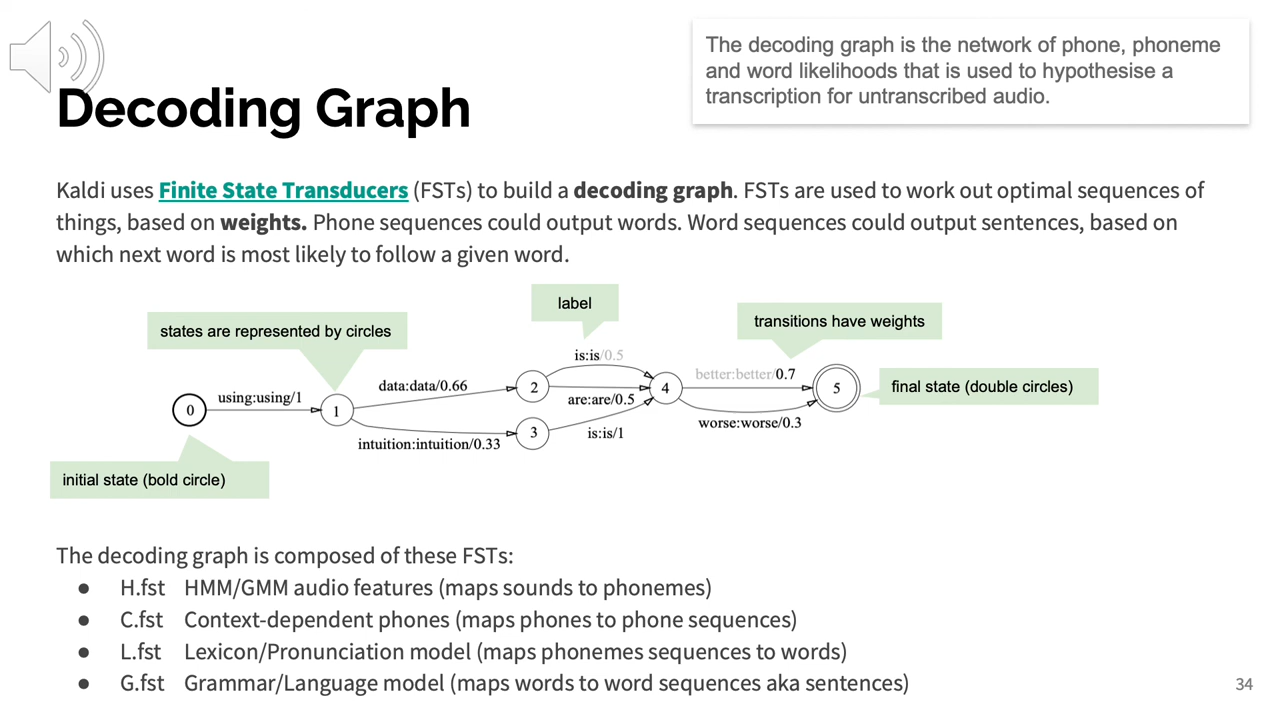 The decoding graph is the network of phone, phoneme
and word likelihoods that is used to hypothesise a
transcription for untranscribed audio.
Decoding Graph
Kaldi uses Finite State Transducers (FSTs) to build a decoding graph. FSTs are used to work out optimal sequences of
things, based on weights. Phone sequences could output words. Word sequences could output sentences, based on
which next word is most likely to follow a given word.
label
transitions have weights
states are represented by circles
is:is/0.5
better:better/0.7
data:data/0.66
using:using/1
0
1
2
4
5
final state (double circles)
are:are/0.5
worse:worse/0.3
3
is:is/1
intuition:intuition/0.33
initial state (bold circle)
The decoding graph is composed of these FSTs:
● H.fst HMM/GMM audio features (maps sounds to phonemes)
● C.fst Context-dependent phones (maps phones to phone sequences)
● L.fst Lexicon/Pronunciation model (maps phonemes sequences to words)
● G.fst Grammar/Language model (maps words to word sequences aka sentences)
34